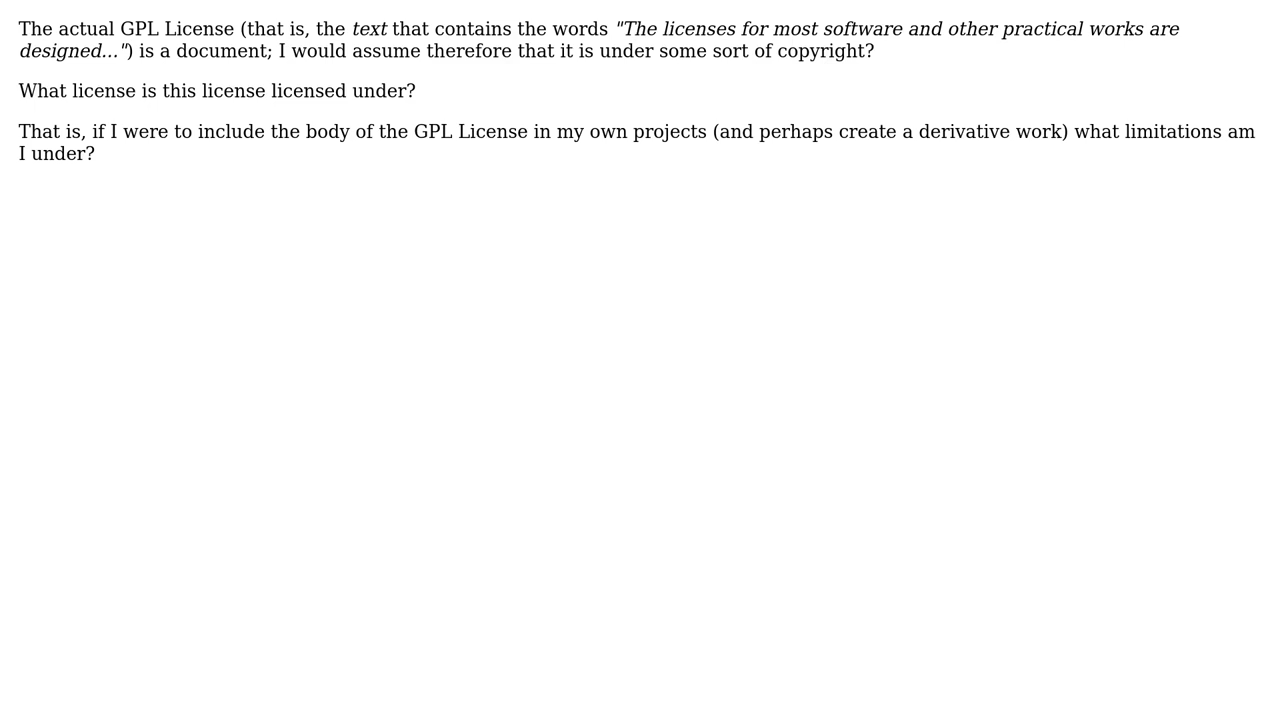 The actual GPL License (that is, the text that contains the words "The licenses for most software and other practical works are
designed...") is a document; I would assume therefore that it is under some sort of copyright?
What license is this license licensed under?
That is, if I were to include the body of the GPL License in my own projects (and perhaps create a derivative work) what limitations am
I under?